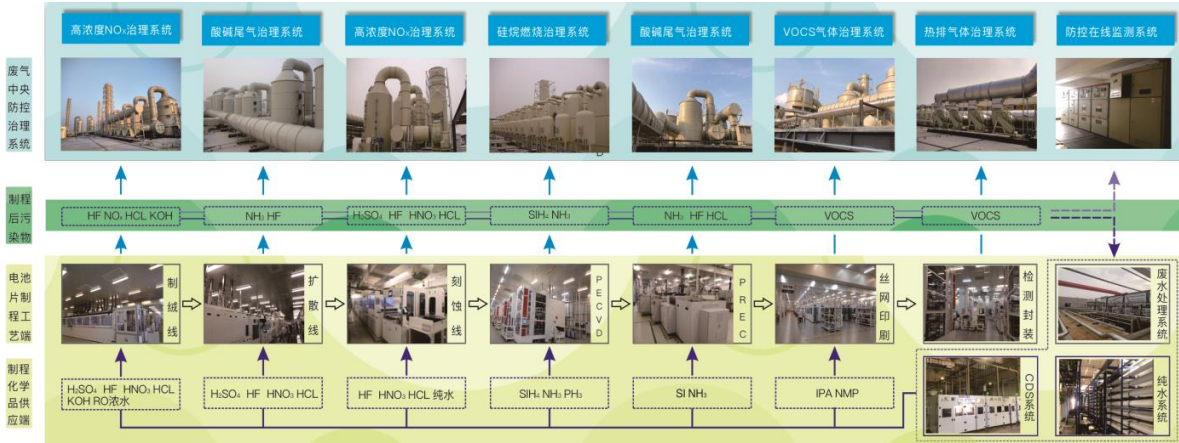 高浓度NOx治理系统
酸碱尾气治理系统
高浓度NOx治理系统
硅烷燃烧治理系统
酸碱尾气治理系统
VOCS气体治理系统
热排气体治理系统
防控在线监测系统
废气
中央
防控
治理
系统
制程
后污
染物
HF NOx HCL KOH
NH₃ HF
H₂SO₄ HF HNO₃ HCL
SIH₄ NH₃
NH₃ HF HCL
VOCS
VOCS
电池
片制
程工
艺端
制绒线
扩散线
刻蚀线
PECVD
PREC
丝网印刷
检测封装
废水处理系统
制程
化学
品供
应端
H₂SO₄ HF HNO₃ HCL
KOH RO浓水
H₂SO₄ HF HNO₃ HCL
HF HNO₃ HCL 纯水
SIH₄ NH₃ PH₃
SI NH₃
IPA NMP
CDS系统
纯水系统